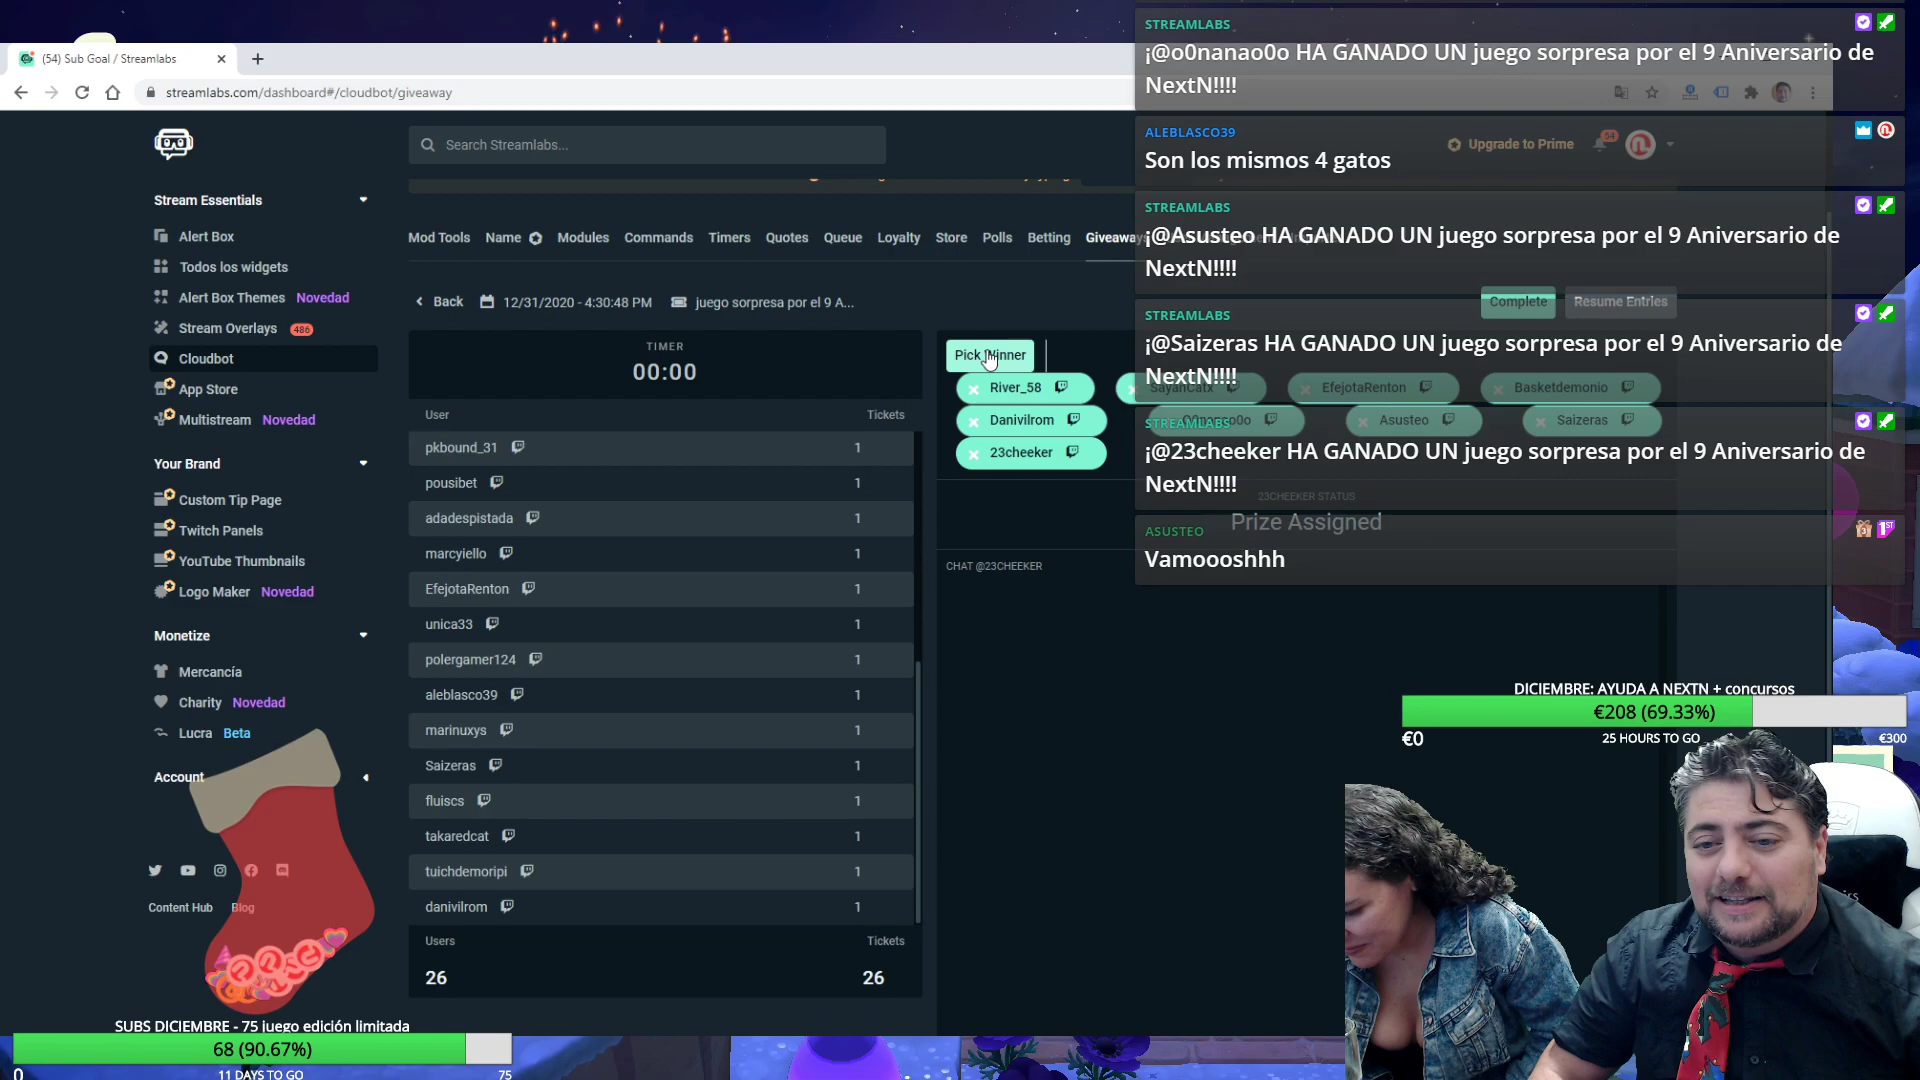 (54) Sub Goal / Streamlabs
streamlabs.com/dashboard#/cloudbot/giveaway
Search Streamlabs...
Upgrade to Prime
54
Stream Essentials
Alert Box
Todos los widgets
Alert Box Themes Novedad
Stream Overlays 486
Cloudbot
App Store
Multistream Novedad
Your Brand
Custom Tip Page
Twitch Panels
YouTube Thumbnails
Logo Maker Novedad
Monetize
Mercancía
Charity Novedad
Lucra Beta
Account
Content Hub Blog
Mod Tools Name Modules Commands Timers Quotes Queue Loyalty Store Polls Betting Giveaway
Back 12/31/2020 - 4:30:48 PM juego sorpresa por el 9 A...
Complete Resume Entries
TIMER
00:00
User Tickets
pkbound_31 1
pousibet 1
adadespistada 1
marcyiello 1
EfejotaRenton 1
unica33 1
polergamer124 1
aleblasco39 1
marinuxys 1
Saizeras 1
fluiscs 1
takaredcat 1
tuichdemoripi 1
danivilrom 1
Users Tickets
26 26
Pick Winner
River_58 SayanCatx EfejotaRenton Basketdemonio
Danivilrom Asusteo Saizeras
23cheeker
23CHEEKER STATUS
Prize Assigned
CHAT @23CHEEKER
STREAMLABS
¡@o0nanao0o HA GANADO UN juego sorpresa por el 9 Aniversario de
NextN!!!!
ALEBLASCO39
Son los mismos 4 gatos
STREAMLABS
¡@Asusteo HA GANADO UN juego sorpresa por el 9 Aniversario de
NextN!!!!
STREAMLABS
¡@Saizeras HA GANADO UN juego sorpresa por el 9 Aniversario de
NextN!!!!
STREAMLABS
¡@23cheeker HA GANADO UN juego sorpresa por el 9 Aniversario de
NextN!!!!
ASUSTEO
Vamoooshhh
DICIEMBRE: AYUDA A NEXTN + concursos
€208 (69.33%)
€0 25 HOURS TO GO €300
SUBS DICIEMBRE - 75 juego edición limitada
68 (90.67%)
0 11 DAYS TO GO 75